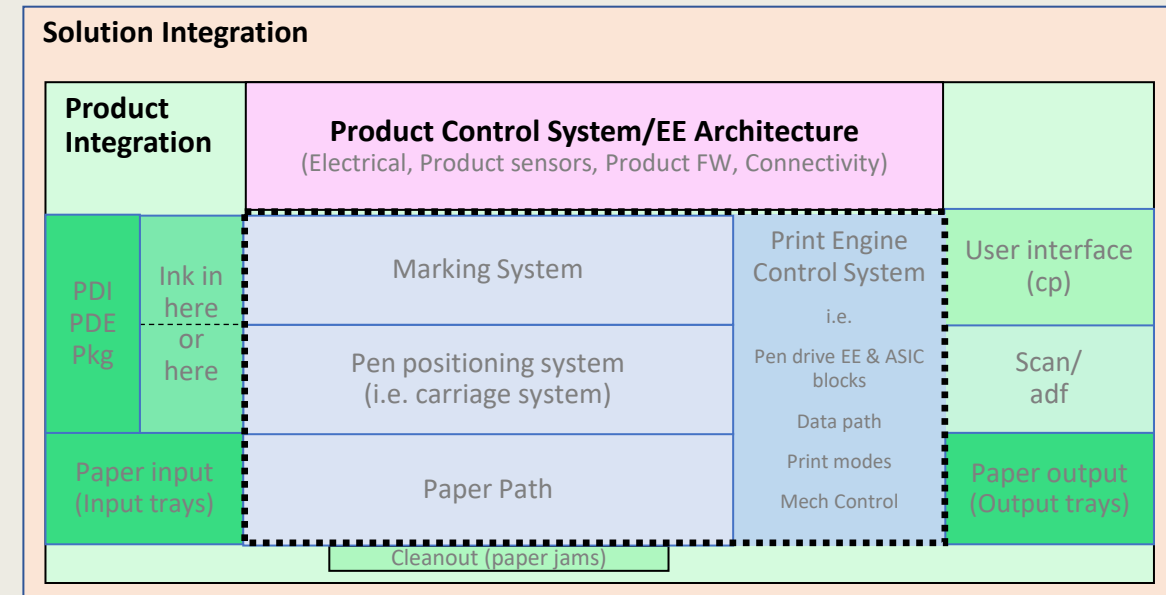 Solution Integration
Product
Integration
Product Control System/EE Architecture
(Electrical, Product sensors, Product FW, Connectivity)
PDI
PDE
Pkg
Ink in
here
or
here
Marking System
Pen positioning system
(i.e. carriage system)
Paper Path
Print Engine
Control System
i.e.
Pen drive EE & ASIC
blocks
Data path
Print modes
Mech Control
User interface
(cp)
Scan/
adf
Paper input
(Input trays)
Paper output
(Output trays)
Cleanout (paper jams)